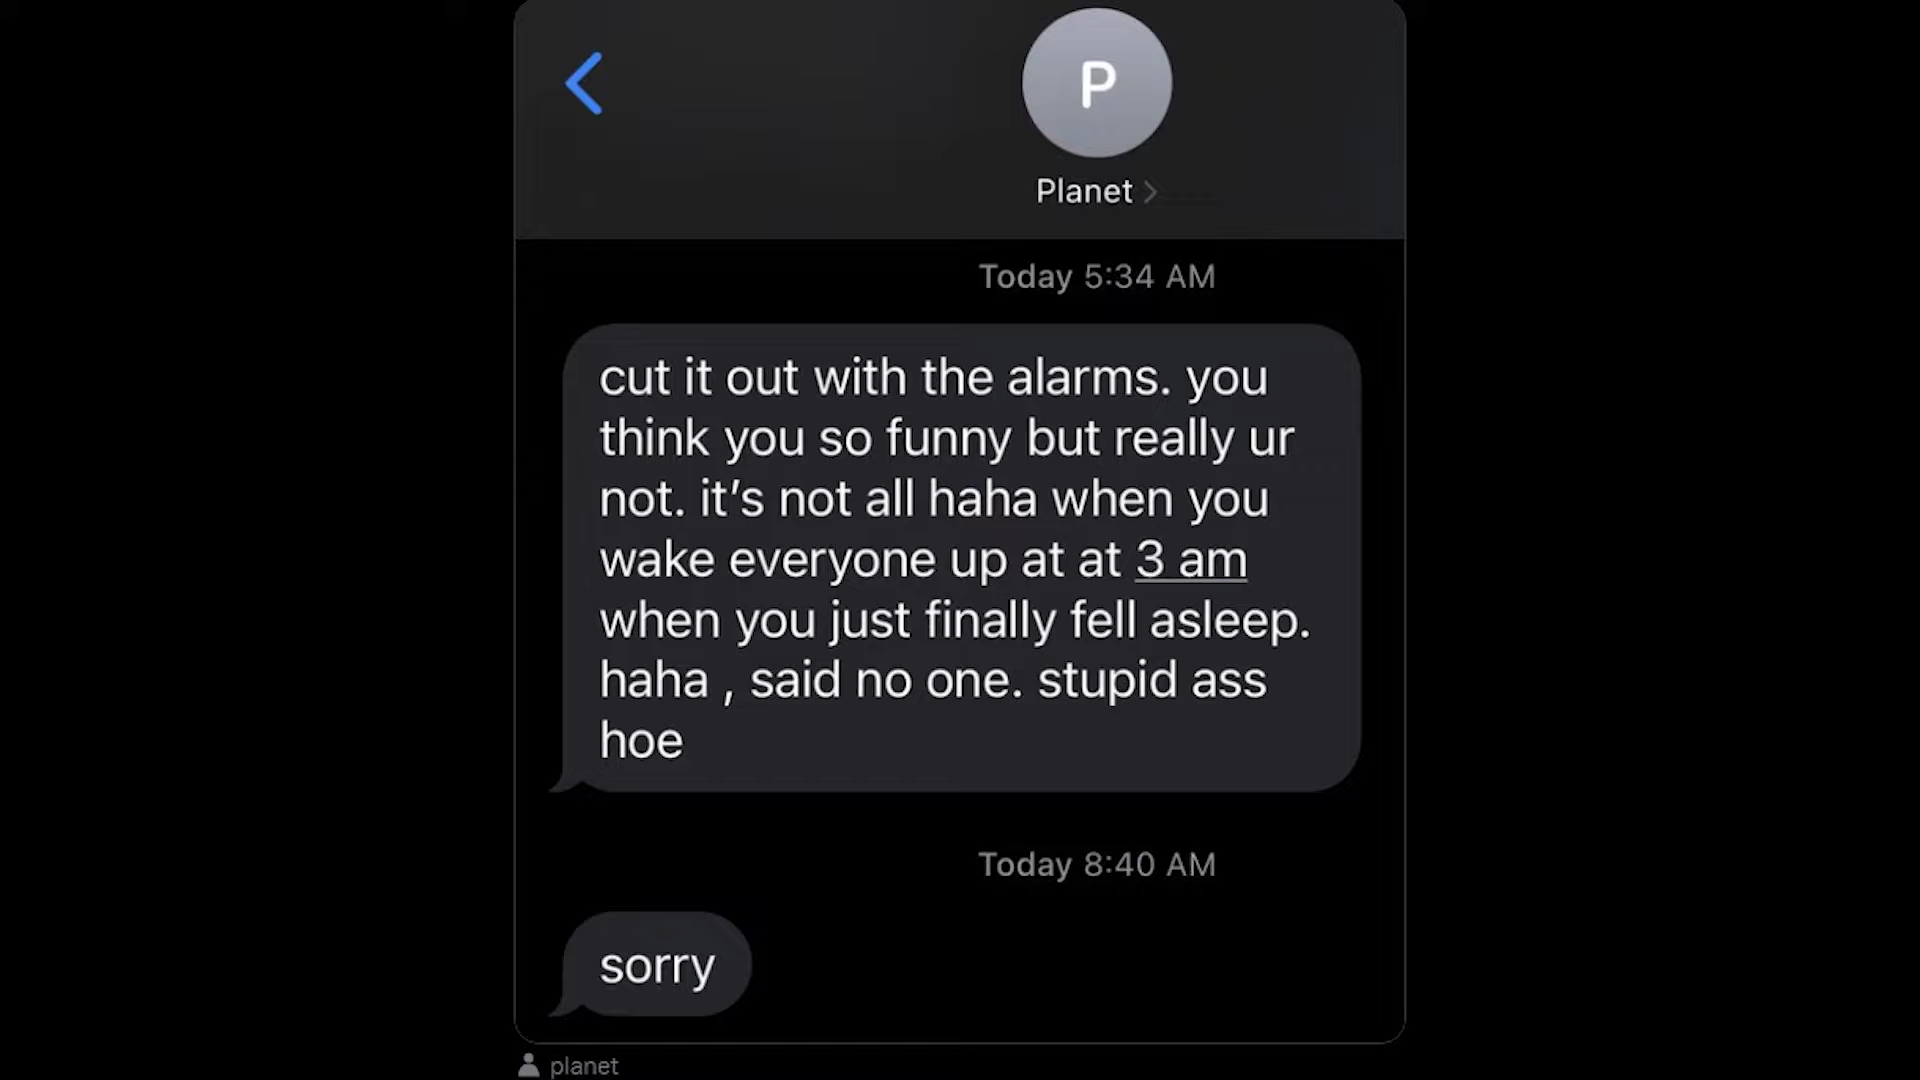 P
Planet
Today 5:34 AM
cut it out with the alarms. you
think you so funny but really ur
not. it’s not all haha when you
wake everyone up at at 3 am
when you just finally fell asleep.
haha , said no one. stupid ass
hoe
Today 8:40 AM
sorry
planet